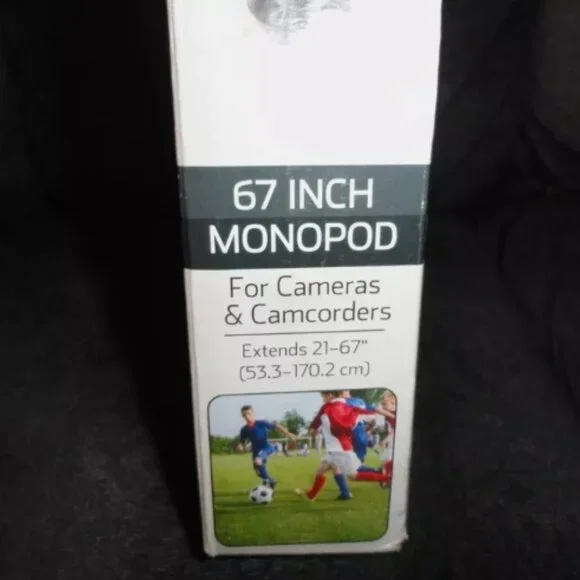 67 INCH
MONOPOD
For Cameras
& Camcorders
Extends 21–67"
(53.3–170.2 cm)